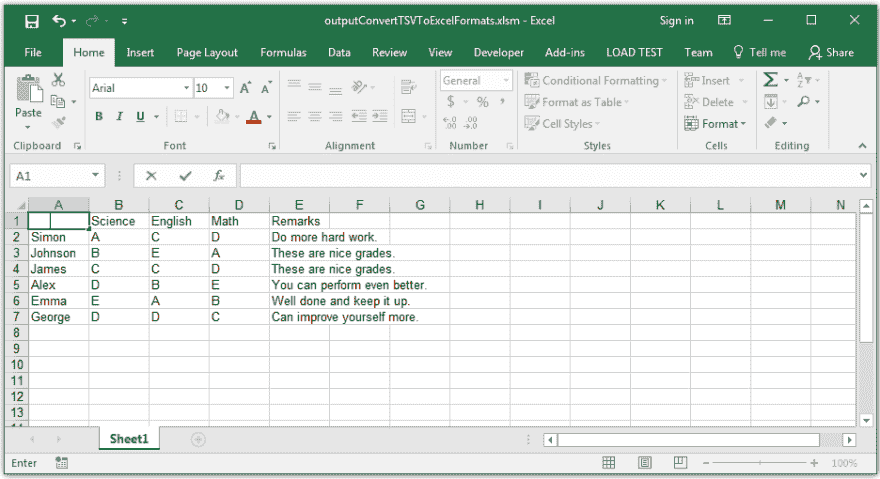 outputConvertTSVToExcelFormats.xlsm - Excel Sign in
File Home Insert Page Layout Formulas Data Review View Developer Add-ins LOAD TEST Team Tell me Share
Paste Arial 10 A A General Conditional Formatting Insert Σ
B I U A $ % , Format as Table Delete
Cell Styles Format
Clipboard Font Alignment Number Styles Cells Editing
A1 fx
A B C D E F G H I J K L M N
1 Science English Math Remarks
2 Simon A C D Do more hard work.
3 Johnson B E A These are nice grades.
4 James C C D These are nice grades.
5 Alex D B E You can perform even better.
6 Emma E A B Well done and keep it up.
7 George D D C Can improve yourself more.
8
9
10
11
12
13
Sheet1
Enter 100%